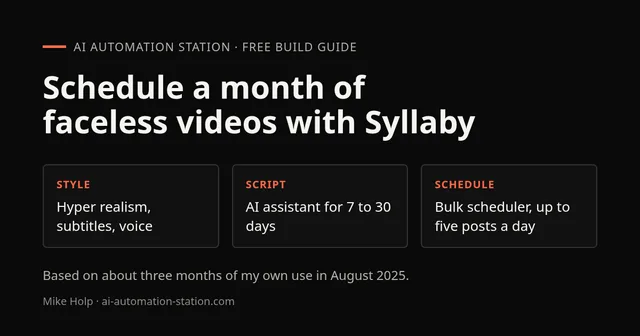 AI AUTOMATION STATION · FREE BUILD GUIDE
Schedule a month of
faceless videos with Syllaby
STYLE
Hyper realism,
subtitles, voice
SCRIPT
AI assistant for 7 to 30
days
SCHEDULE
Bulk scheduler, up to
five posts a day
Based on about three months of my own use in August 2025.
Mike Holp · ai-automation-station.com